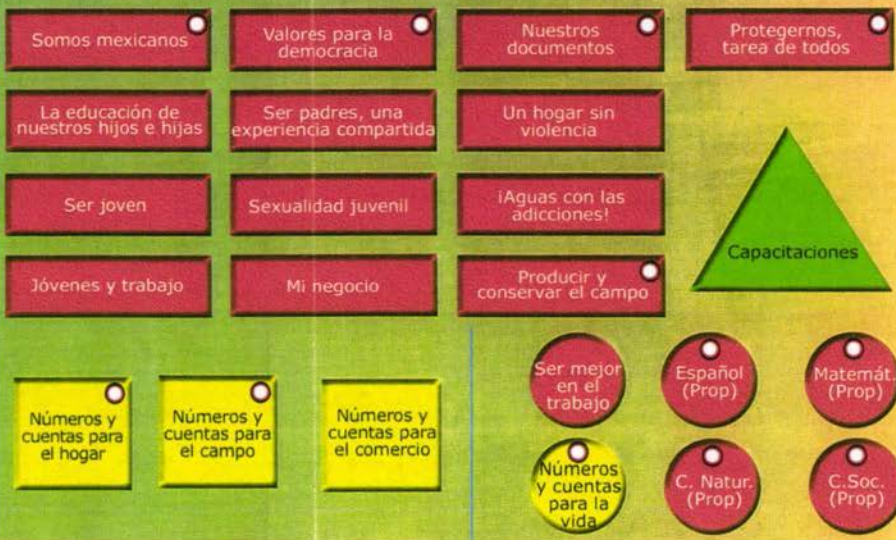 Somos mexicanos
Valores para la
democracia
Nuestros
documentos
Protegernos,
tarea de todos
La educación de
nuestros hijos e hijas
Ser padres, una
experiencia compartida
Un hogar sin
violencia
Ser joven
Sexualidad juvenil
¡Aguas con las
adicciones!
Capacitaciones
Jóvenes y trabajo
Mi negocio
Producir y
conservar el campo
Números y
cuentas para
el hogar
Números y
cuentas para
el campo
Números y
cuentas para
el comercio
Ser mejor
en el
trabajo
Español
(Prop)
Matemát.
(Prop)
Números
y cuentas
para la
vida
C. Natur.
(Prop)
C.Soc.
(Prop)